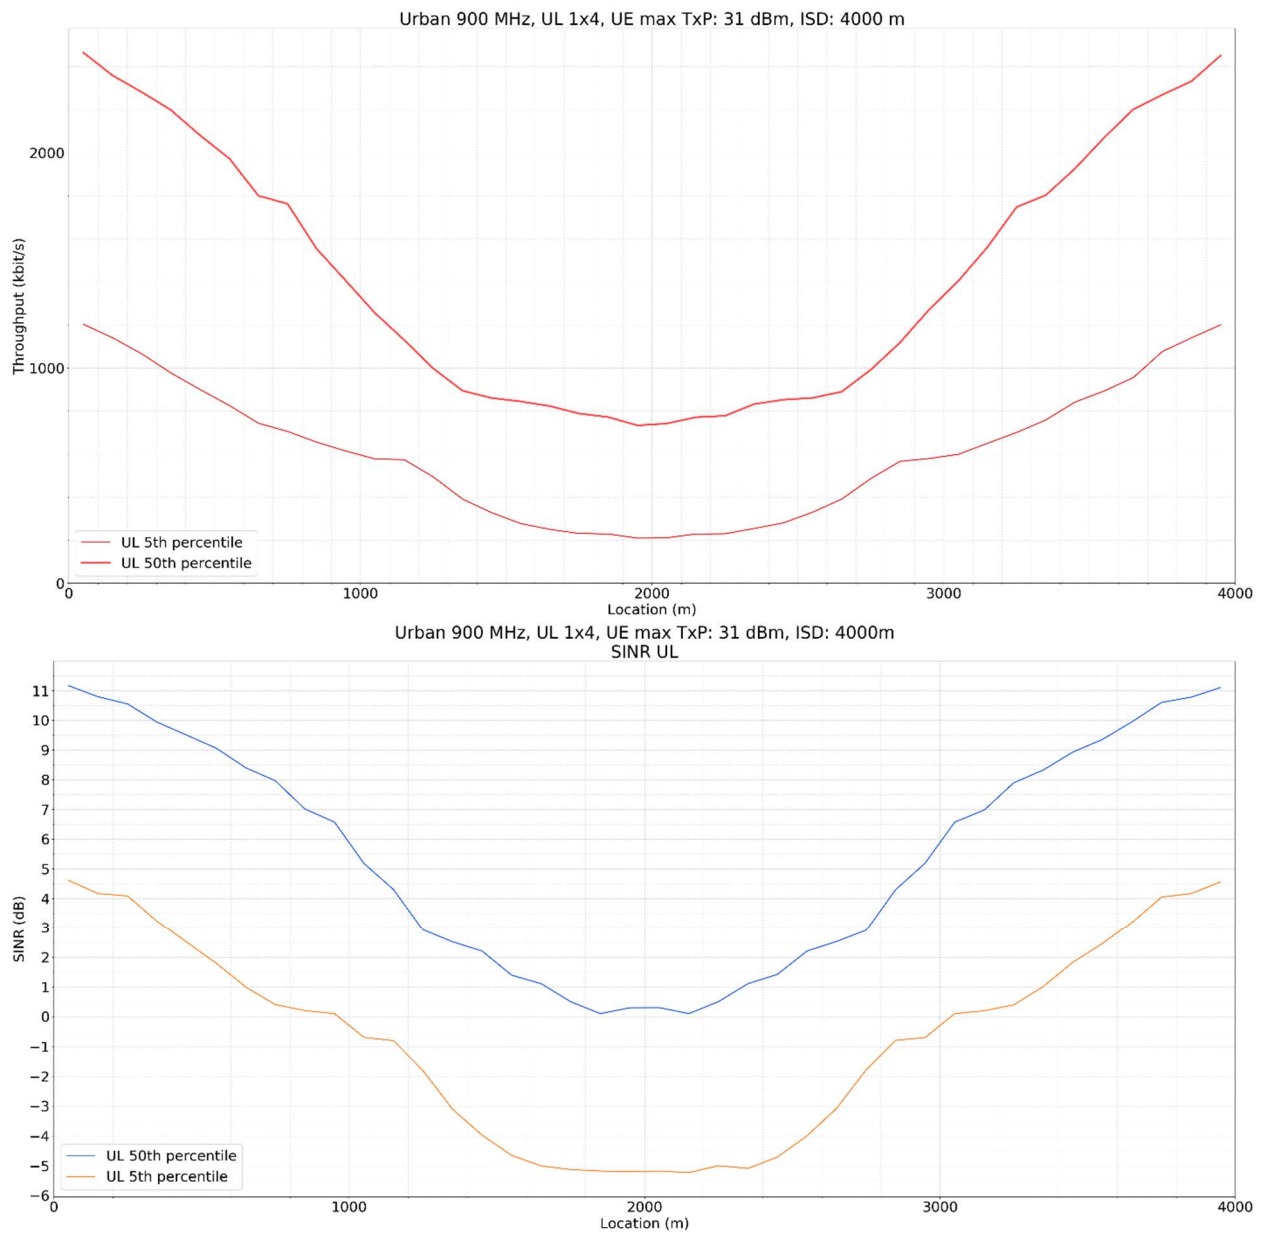 Urban 900 MHz, UL 1x4, UE max TxP: 31 dBm, ISD: 4000 m
2000
1000
0
Throughput (kbit/s)
UL 5th percentile
UL 50th percentile
0 1000 2000 3000 4000
Location (m)
Urban 900 MHz, UL 1x4, UE max TxP: 31 dBm, ISD: 4000m
SINR UL
11
10
9
8
7
6
5
4
3
2
1
0
−1
−2
−3
−4
−5
−6
SINR (dB)
UL 50th percentile
UL 5th percentile
0 1000 2000 3000 4000
Location (m)